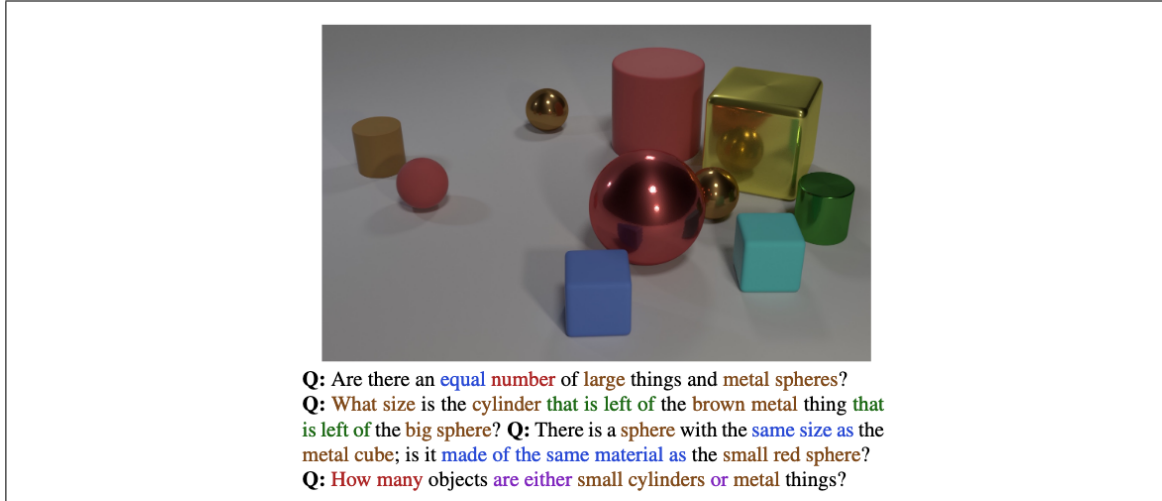 Q: Are there an equal number of large things and metal spheres?
Q: What size is the cylinder that is left of the brown metal thing that
is left of the big sphere? Q: There is a sphere with the same size as the
metal cube; is it made of the same material as the small red sphere?
Q: How many objects are either small cylinders or metal things?